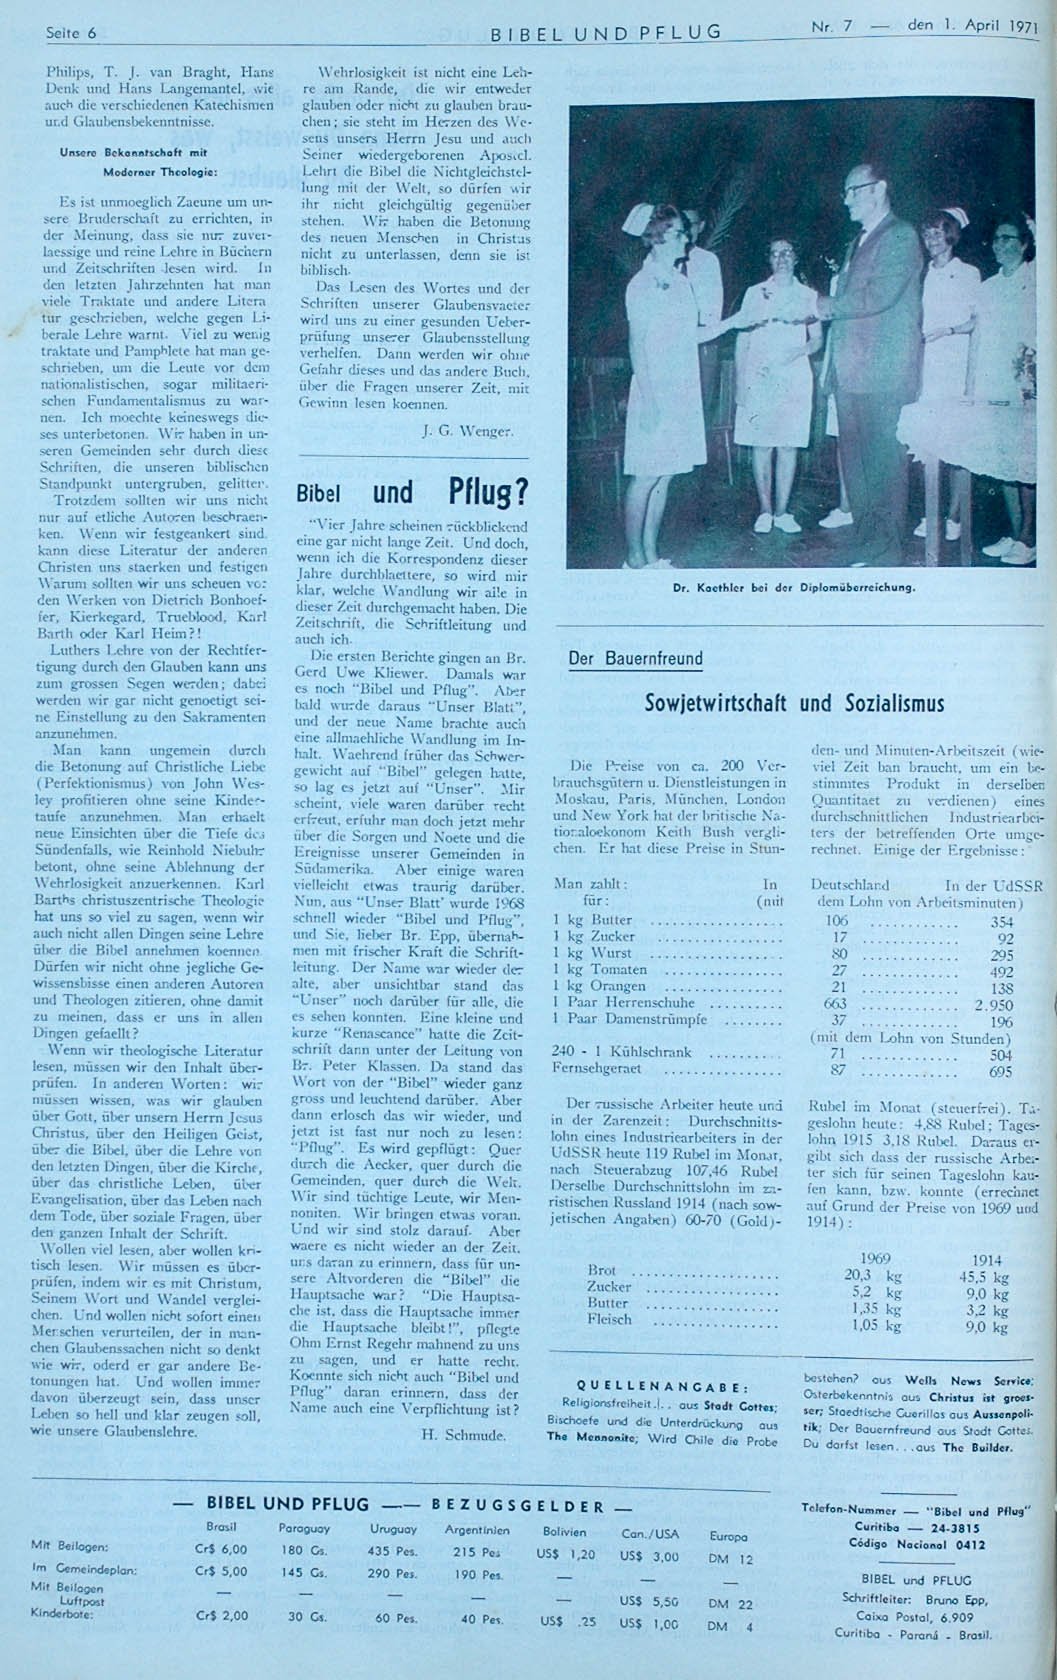 Seite 6
BIBEL UND PFLUG
Nr. 7 — den 1. April 1971
Philips, T. J. van Braght, Hans
Denk und Hans Langemantel, wie
auch die verschiedenen Katechismen
und Glaubensbekenntnisse.
Unsere Bekanntschaft mit
Moderner Theologie:
Es ist unmoeglich Zaeune um un-
sere Bruderschaft zu errichten, in
der Meinung, dass sie nur zuver-
laessige und reine Lehre in Büchern
und Zeitschriften lesen wird. In
den letzten Jahrzehnten hat man
viele Traktate und andere Litera
tur geschrieben, welche gegen Li-
berale Lehre warnt. Viel zu wenig
traktate und Pamphlete hat man ge-
schrieben, um die Leute vor dem
nationalistischen, sogar militaeri-
schen Fundamentalismus zu war-
nen. Ich moechte keineswegs die-
ses unterbetonen. Wir haben in un-
seren Gemeinden sehr durch diese
Schriften, die unseren biblischen
Standpunkt untergruben, gelitten.
Trotzdem sollten wir uns nicht
nur auf etliche Autoren beschraen-
ken. Wenn wir festgeankert sind,
kann diese Literatur der anderen
Christen uns staerken und festigen
Warum sollten wir uns scheuen vor
den Werken von Dietrich Bonhoef-
fer, Kierkegard, Trueblood, Karl
Barth oder Karl Heim?!
Luthers Lehre von der Rechtfer-
tigung durch den Glauben kann uns
zum grossen Segen werden; dabei
werden wir gar nicht genoetigt sei-
ne Einstellung zu den Sakramenten
anzunehmen.
Man kann ungemein durch
die Betonung auf Christliche Liebe
(Perfektionismus) von John Wes-
ley profitieren ohne seine Kinder-
taufe anzunehmen. Man erhaelt
neue Einsichten über die Tiefe des
Sündenfalls, wie Reinhold Niebuhr
betont, ohne seine Ablehnung der
Wehrlosigkeit anzuerkennen. Karl
Barths christuszentrische Theologie
hat uns so viel zu sagen, wenn wir
auch nicht allen Dingen seine Lehre
über die Bibel annehmen koennen.
Dürfen wir nicht ohne jegliche Ge-
wissensbisse einen anderen Autoren
und Theologen zitieren, ohne damit
zu meinen, dass er uns in allen
Dingen gefaellt?
Wenn wir theologische Literatur
lesen, müssen wir den Inhalt über-
prüfen. In anderen Worten: wir
müssen wissen, was wir glauben
über Gott, über unsern Herrn Jesus
Christus, über den Heiligen Geist,
über die Bibel, über die Lehre von
den letzten Dingen, über die Kirche,
über das christliche Leben, über
Evangelisation, über das Leben nach
dem Tode, über soziale Fragen, über
den ganzen Inhalt der Schrift.
Wollen viel lesen, aber wollen kri-
tisch lesen. Wir müssen es über-
prüfen, indem wir es mit Christum,
Seinem Wort und Wandel verglei-
chen. Und wollen nicht sofort einen
Menschen verurteilen, der in man-
chen Glaubenssachen nicht so denkt
wie wir, oderd er gar andere Be-
tonungen hat. Und wollen immer
davon überzeugt sein, dass unser
Leben so hell und klar zeugen soll,
wie unsere Glaubenslehre.
Wehrlosigkeit ist nicht eine Leh-
re am Rande, die wir entweder
glauben oder nicht zu glauben brau-
chen; sie steht im Herzen des We-
sens unsers Herrn Jesu und auch
Seiner wiedergeborenen Apostel.
Lehrt die Bibel die Nichtgleichstel-
lung mit der Welt, so dürfen wir
ihr nicht gleichgültig gegenüber
stehen. Wir haben die Betonung
des neuen Menschen in Christus
nicht zu unterlassen, denn sie ist
biblisch.
Das Lesen des Wortes und der
Schriften unserer Glaubensvaeter
wird uns zu einer gesunden Ueber-
prüfung unserer Glaubensstellung
verhelfen. Dann werden wir ohne
Gefahr dieses und das andere Buch,
über die Fragen unserer Zeit, mit
Gewinn lesen koennen.
J. G. Wenger.
Bibel und Pflug?
"Vier Jahre scheinen rückblickend
eine gar nicht lange Zeit. Und doch,
wenn ich die Korrespondenz dieser
Jahre durchblaettere, so wird mir
klar, welche Wandlung wir alle in
dieser Zeit durchgemacht haben. Die
Zeitschrift, die Schriftleitung und
auch ich.
Die ersten Berichte gingen an Br.
Gerd Uwe Kliewer. Damals war
es noch "Bibel und Pflug". Aber
bald wurde daraus "Unser Blatt",
und der neue Name brachte auch
eine allmaehliche Wandlung im In-
halt. Waehrend früher das Schwer-
gewicht auf "Bibel" gelegen hatte,
so lag es jetzt auf "Unser". Mir
scheint, viele waren darüber recht
erfreut, erfuhr man doch jetzt mehr
über die Sorgen und Noete und die
Ereignisse unserer Gemeinden in
Südamerika. Aber einige waren
vielleicht etwas traurig darüber.
Nun, aus "Unser Blatt' wurde 1968
schnell wieder "Bibel und Pflug",
und Sie, lieber Br. Epp, übernah-
men mit frischer Kraft die Schrift-
leitung. Der Name war wieder der
alte, aber unsichtbar stand das
"Unser" noch darüber für alle, die
es sehen konnten. Eine kleine und
kurze "Renascance" hatte die Zeit-
schrift dann unter der Leitung von
Br. Peter Klassen. Da stand das
Wort von der "Bibel" wieder ganz
gross und leuchtend darüber. Aber
dann erlosch das wir wieder, und
jetzt ist fast nur noch zu lesen:
"Pflug". Es wird gepflügt: Quer
durch die Aecker, quer durch die
Gemeinden, quer durch die Welt.
Wir sind tüchtige Leute, wir Men-
noniten. Wir bringen etwas voran.
Und wir sind stolz darauf. Aber
waere es nicht wieder an der Zeit,
uns daran zu erinnern, dass für un-
sere Altvorderen die "Bibel" die
Hauptsache war? "Die Hauptsa-
che ist, dass die Hauptsache immer
die Hauptsache bleibt!", pflegte
Ohm Ernst Regehr mahnend zu uns
zu sagen, und er hatte recht.
Koennte sich nicht auch "Bibel und
Pflug" daran erinnern, dass der
Name auch eine Verpflichtung ist?
H. Schmude.
Dr. Kaethler bei der Diplomüberreichung.
Der Bauernfreund
Sowjetwirtschaft und Sozialismus
Die Preise von ca. 200 Ver-
brauchsgütern u. Dienstleistungen in
Moskau, Paris, München, London
und New York hat der britische Na-
tionaloekonom Keith Bush vergli-
chen. Er hat diese Preise in Stun-
den- und Minuten-Arbeitszeit (wie-
viel Zeit ban braucht, um ein be-
stimmtes Produkt in derselben
Quantitaet zu verdienen) eines
durchschnittlichen Industriearbei-
ters der betreffenden Orte umge-
rechnet. Einige der Ergebnisse:
Man zahlt: In Deutschland In der UdSSR
für: (mit dem Lohn von Arbeitsminuten)
1 kg Butter .............. 106 ............ 354
1 kg Zucker .............. 17 ............ 92
1 kg Wurst .............. 80 ............ 295
1 kg Tomaten ............ 27 ............ 492
1 kg Orangen ............ 21 ............ 138
1 Paar Herrenschuhe .......... 663 ............ 2.950
1 Paar Damenstrümpfe ........ 37 ............ 196
(mit dem Lohn von Stunden)
240 - 1 Kühlschrank .......... 71 ............ 504
Fernsehgeraet .............. 87 ............ 695
Der russische Arbeiter heute und
in der Zarenzeit: Durchschnitts-
lohn eines Industriearbeiters in der
UdSSR heute 119 Rubel im Monat,
nach Steuerabzug 107,46 Rubel
Derselbe Durchschnittslohn im za-
ristischen Russland 1914 (nach sow-
jetischen Angaben) 60-70 (Gold)-
Rubel im Monat (steuerfrei). Ta-
geslohn heute: 4,88 Rubel; Tages-
lohn 1915 3,18 Rubel. Daraus er-
gibt sich dass der russische Arbei-
ter sich für seinen Tageslohn kau-
fen kann, bzw. konnte (errechnet
auf Grund der Preise von 1969 und
1914):
1969 1914
Brot .................... 20,3 kg 45,5 kg
Zucker .................. 5,2 kg 9,0 kg
Butter .................. 1,35 kg 3,2 kg
Fleisch .................. 1,05 kg 9,0 kg
QUELLENANGABE:
Religionsfreiheit... aus Stadt Gottes;
Bischoefe und die Unterdrückung aus
The Mennonite; Wird Chile die Probe
bestehen? aus Wells News Service;
Osterbekenntnis aus Christus ist groes-
ser; Staedtische Guerillas aus Aussenpoli-
tik; Der Bauernfreund aus Stadt Gottes.
Du darfst lesen...aus The Builder.
— BIBEL UND PFLUG —— BEZUGSGELDER —
Brasil Paraguay Uruguay Argentinien Bolivien Can./USA Europa
Mit Beilagen: Cr$ 6,00 180 Gs. 435 Pes. 215 Pes US$ 1,20 US$ 3,00 DM 12
Im Gemeindeplan: Cr$ 5,00 145 Gs. 290 Pes. 190 Pes. — — —
Mit Beilagen
Luftpost — — — — — US$ 5,50 DM 22
Kinderbote: Cr$ 2,00 30 Gs. 60 Pes. 40 Pes. US$ .25 US$ 1,00 DM 4
Telefon-Nummer — "Bibel und Pflug"
Curitiba — 24-3815
Código Nacional 0412
BIBEL und PFLUG
Schriftleiter: Bruno Epp,
Caixa Postal, 6.909
Curitiba - Paraná - Brasil.